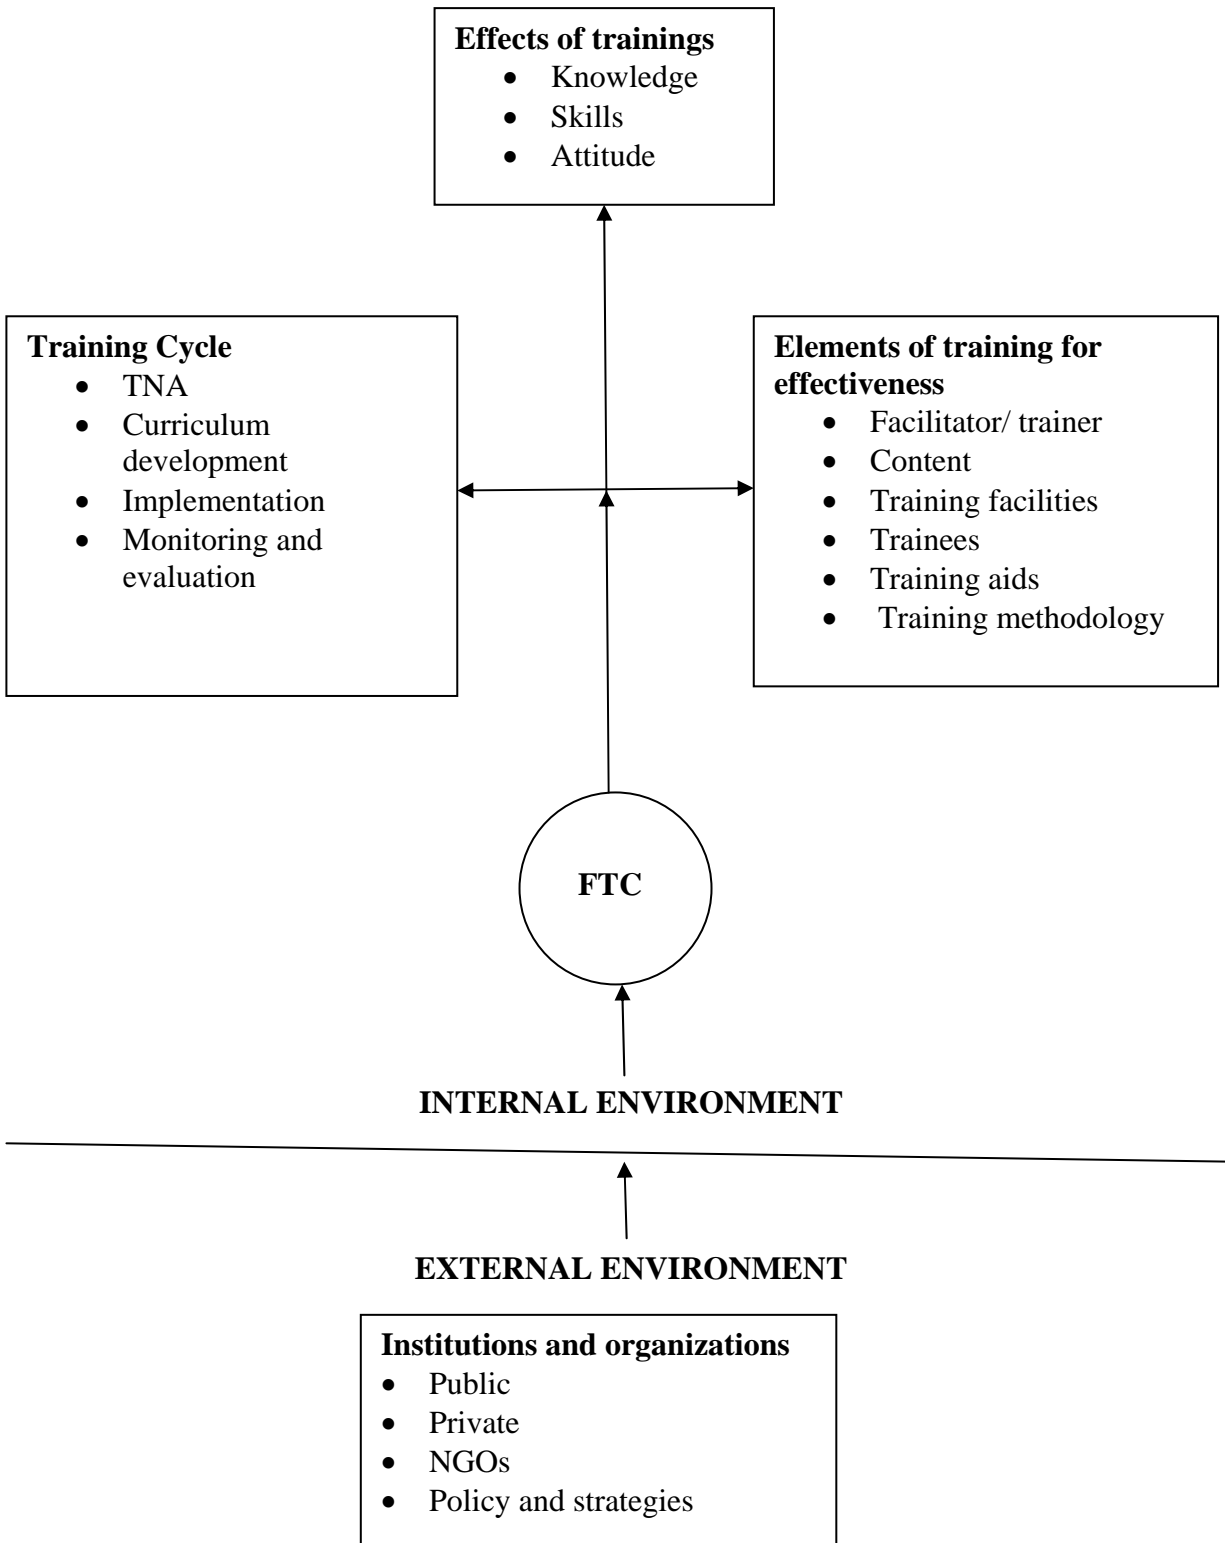 Effects of trainings
• Knowledge
• Skills
• Attitude
Training Cycle
• TNA
• Curriculum
development
• Implementation
• Monitoring and
evaluation
Elements of training for
effectiveness
• Facilitator/ trainer
• Content
• Training facilities
• Trainees
• Training aids
• Training methodology
FTC
INTERNAL ENVIRONMENT
EXTERNAL ENVIRONMENT
Institutions and organizations
• Public
• Private
• NGOs
• Policy and strategies